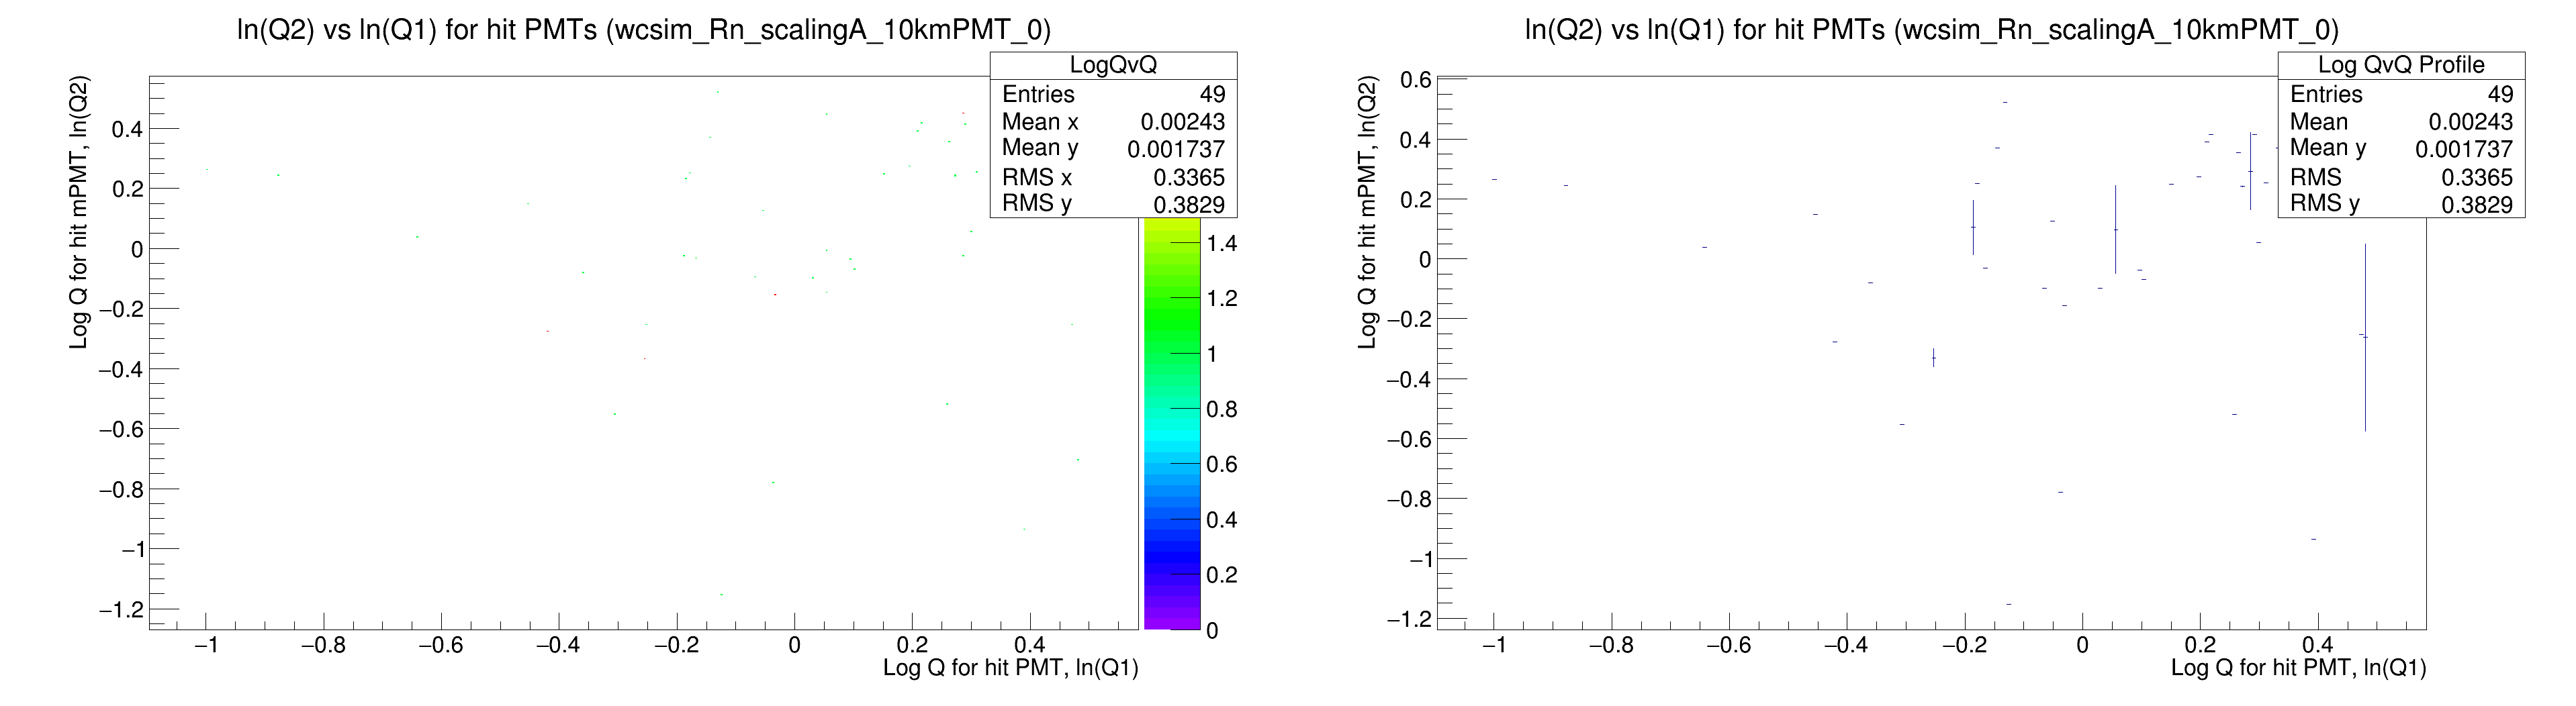 ln(Q2) vs ln(Q1) for hit PMTs (wcsim_Rn_scalingA_10kmPMT_0)
LogQvQ
Entries 49
Mean x 0.00243
Mean y 0.001737
RMS x 0.3365
RMS y 0.3829
Log Q for hit mPMT, ln(Q2)
0.4
0.2
0
−0.2
−0.4
−0.6
−0.8
−1
−1.2
−1 −0.8 −0.6 −0.4 −0.2 0 0.2 0.4
Log Q for hit PMT, ln(Q1)
1.4
1.2
1
0.8
0.6
0.4
0.2
0
ln(Q2) vs ln(Q1) for hit PMTs (wcsim_Rn_scalingA_10kmPMT_0)
Log QvQ Profile
Entries 49
Mean 0.00243
Mean y 0.001737
RMS 0.3365
RMS y 0.3829
Log Q for hit mPMT, ln(Q2)
0.6
0.4
0.2
0
−0.2
−0.4
−0.6
−0.8
−1
−1.2
−1 −0.8 −0.6 −0.4 −0.2 0 0.2 0.4
Log Q for hit PMT, ln(Q1)